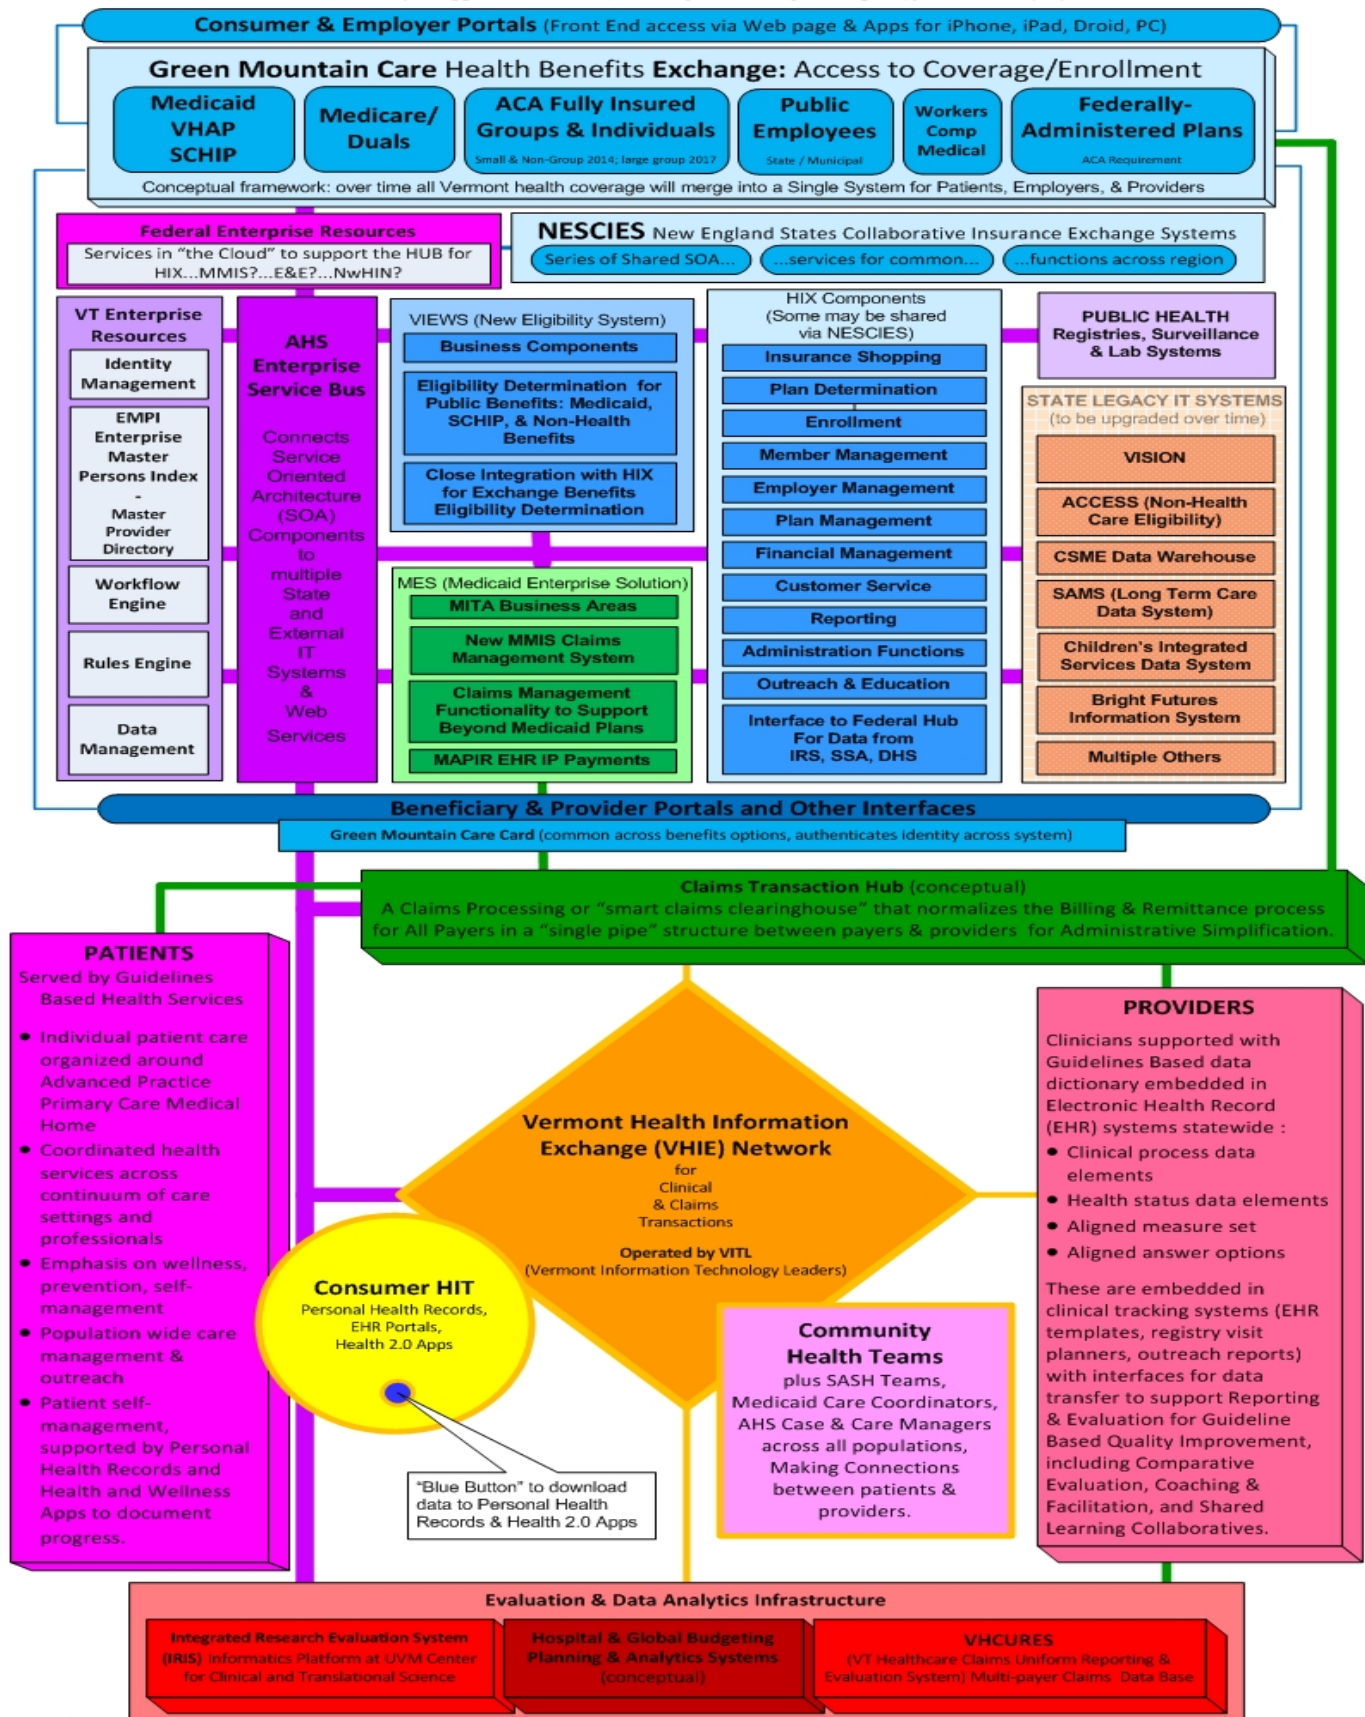 Consumer & Employer Portals (Front End access via Web page & Apps for iPhone, iPad, Droid, PC)
Green Mountain Care Health Benefits Exchange: Access to Coverage/Enrollment
Medicaid
VHAP
SCHIP
Medicare/
Duals
ACA Fully Insured
Groups & Individuals
Small & Non-Group 2014; large group 2017
Public
Employees
State / Municipal
Workers
Comp
Medical
Federally-
Administered Plans
ACA Requirement
Conceptual framework: over time all Vermont health coverage will merge into a Single System for Patients, Employers, & Providers
Federal Enterprise Resources
Services in "the Cloud" to support the HUB for
HIX...MMIS?...E&E?...NwHIN?
NESCIES New England States Collaborative Insurance Exchange Systems
Series of Shared SOA...
...services for common...
...functions across region
VT Enterprise
Resources
Identity
Management
EMPI
Enterprise
Master
Persons Index
-
Master
Provider
Directory
Workflow
Engine
Rules Engine
Data
Management
AHS
Enterprise
Service Bus
Connects
Service
Oriented
Architecture
(SOA)
Components
to
multiple
State
and
External
IT
Systems
&
Web
Services
VIEWS (New Eligibility System)
Business Components
Eligibility Determination for
Public Benefits: Medicaid,
SCHIP, & Non-Health
Benefits
Close Integration with HIX
for Exchange Benefits
Eligibility Determination
MES (Medicaid Enterprise Solution)
MITA Business Areas
New MMIS Claims
Management System
Claims Management
Functionality to Support
Beyond Medicaid Plans
MAPIR EHR IP Payments
HIX Components
(Some may be shared
via NESCIES)
Insurance Shopping
Plan Determination
Enrollment
Member Management
Employer Management
Plan Management
Financial Management
Customer Service
Reporting
Administration Functions
Outreach & Education
Interface to Federal Hub
For Data from
IRS, SSA, DHS
PUBLIC HEALTH
Registries, Surveillance
& Lab Systems
STATE LEGACY IT SYSTEMS
(to be upgraded over time)
VISION
ACCESS (Non-Health
Care Eligibility)
CSME Data Warehouse
SAMS (Long Term Care
Data System)
Children's Integrated
Services Data System
Bright Futures
Information System
Multiple Others
Beneficiary & Provider Portals and Other Interfaces
Green Mountain Care Card (common across benefits options, authenticates identity across system)
Claims Transaction Hub (conceptual)
A Claims Processing or "smart claims clearinghouse" that normalizes the Billing & Remittance process
for All Payers in a "single pipe" structure between payers & providers for Administrative Simplification.
PATIENTS
Served by Guidelines
Based Health Services
• Individual patient care
organized around
Advanced Practice
Primary Care Medical
Home
• Coordinated health
services across
continuum of care
settings and
professionals
• Emphasis on wellness,
prevention, self-
management
• Population wide care
management &
outreach
• Patient self-
management,
supported by Personal
Health Records and
Health and Wellness
Apps to document
progress.
Vermont Health Information
Exchange (VHIE) Network
for
Clinical
& Claims
Transactions
Operated by VITL
(Vermont Information Technology Leaders)
Consumer HIT
Personal Health Records,
EHR Portals,
Health 2.0 Apps
"Blue Button" to download
data to Personal Health
Records & Health 2.0 Apps
Community
Health Teams
plus SASH Teams,
Medicaid Care Coordinators,
AHS Case & Care Managers
across all populations,
Making Connections
between patients &
providers.
PROVIDERS
Clinicians supported with
Guidelines Based data
dictionary embedded in
Electronic Health Record
(EHR) systems statewide :
• Clinical process data
elements
• Health status data elements
• Aligned measure set
• Aligned answer options
These are embedded in
clinical tracking systems (EHR
templates, registry visit
planners, outreach reports)
with interfaces for data
transfer to support Reporting
& Evaluation for Guideline
Based Quality Improvement,
including Comparative
Evaluation, Coaching &
Facilitation, and Shared
Learning Collaboratives.
Evaluation & Data Analytics Infrastructure
Integrated Research Evaluation System
(IRIS) Informatics Platform at UVM Center
for Clinical and Translational Science
Hospital & Global Budgeting
Planning & Analytics Systems
(conceptual)
VHCURES
(VT Healthcare Claims Uniform Reporting &
Evaluation System) Multi-payer Claims Data Base